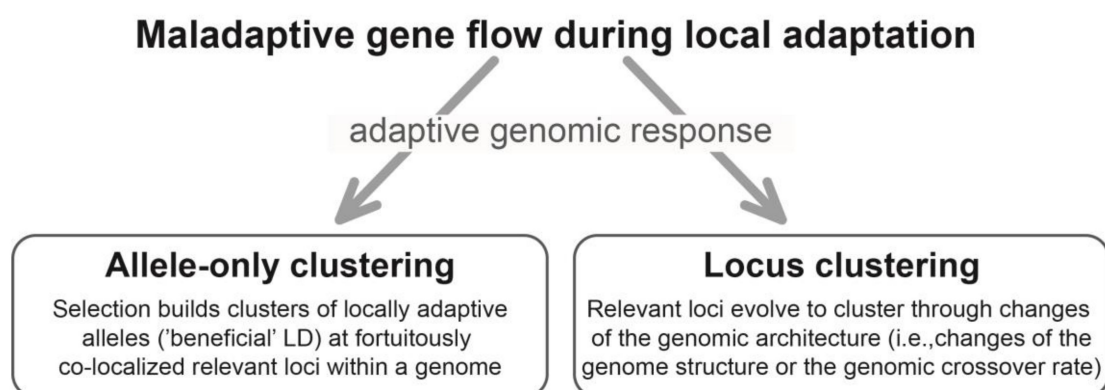 Maladaptive gene flow during local adaptation
adaptive genomic response
Allele-only clustering
Selection builds clusters of locally adaptive
alleles ('beneficial' LD) at fortuitously
co-localized relevant loci within a genome
Locus clustering
Relevant loci evolve to cluster through changes
of the genomic architecture (i.e.,changes of the
genome structure or the genomic crossover rate)